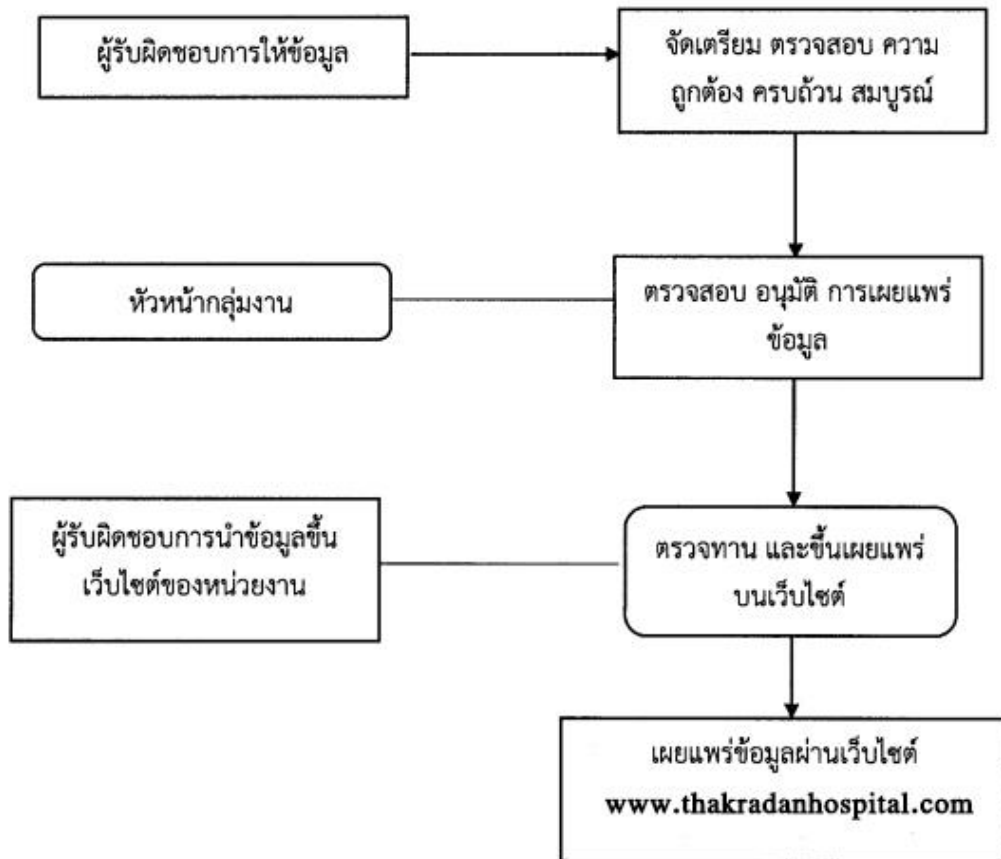 ผู้รับผิดชอบการให้ข้อมูล
จัดเตรียม ตรวจสอบ ความ
ถูกต้อง ครบถ้วน สมบูรณ์
หัวหน้ากลุ่มงาน
ตรวจสอบ อนุมัติ การเผยแพร่
ข้อมูล
ผู้รับผิดชอบการนำข้อมูลขึ้น
เว็บไซต์ของหน่วยงาน
ตรวจทาน และขึ้นเผยแพร่
บนเว็บไซต์
เผยแพร่ข้อมูลผ่านเว็บไซต์
www.thakradanhospital.com